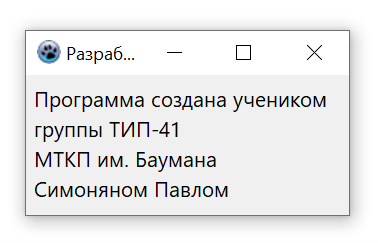 Разраб...
Программа создана учеником
группы ТИП-41
МТКП им. Баумана
Симоняном Павлом